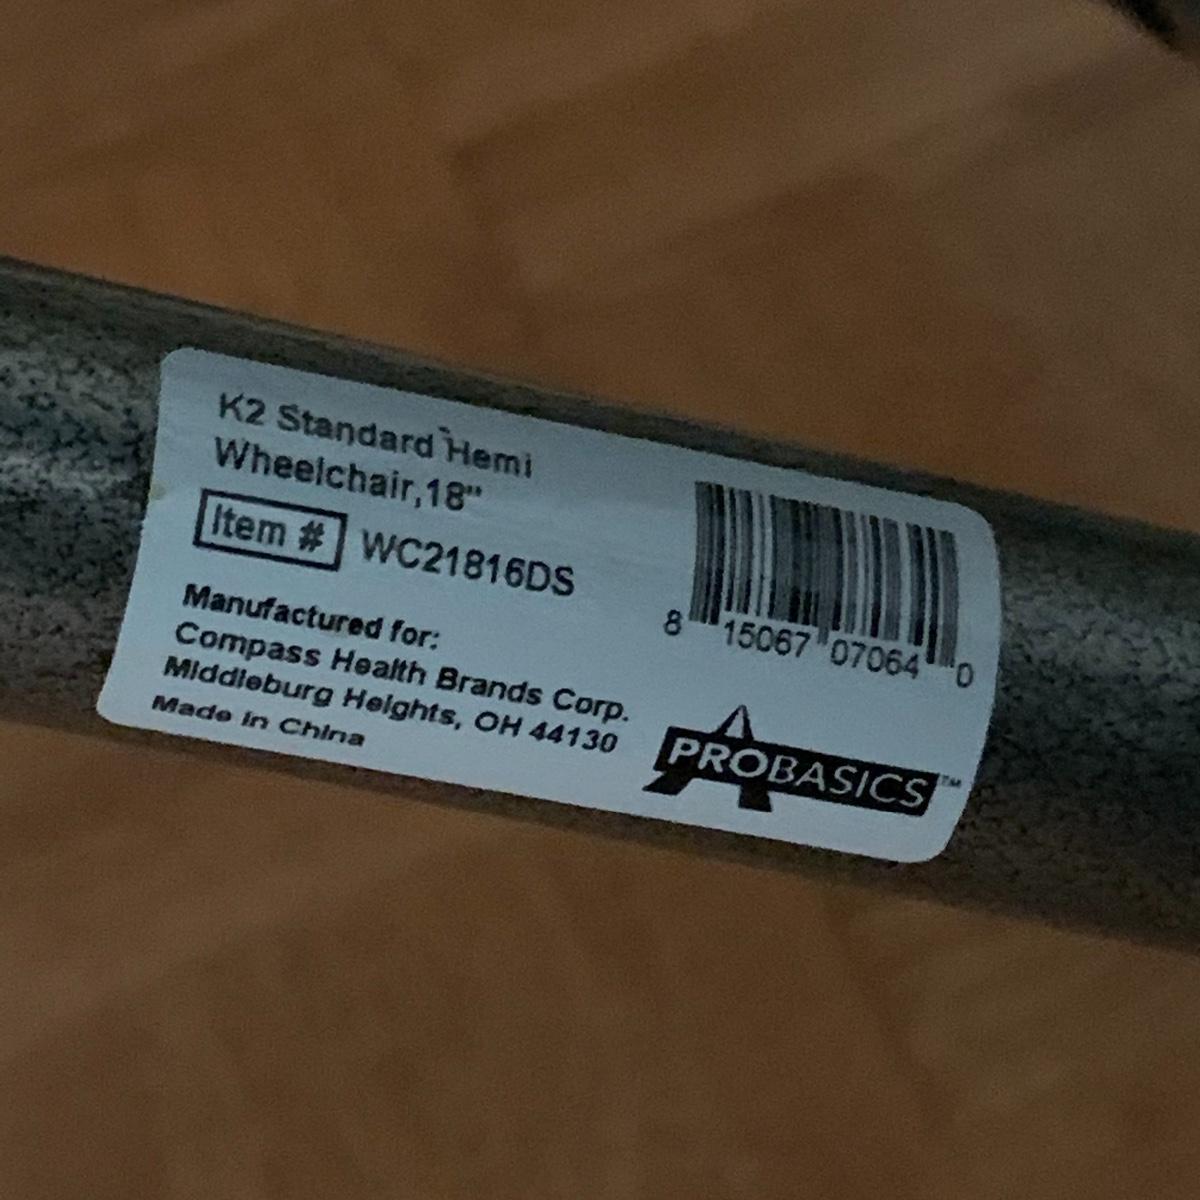 K2 Standard Hemi
Wheelchair,18"
Item # WC21816DS
Manufactured for:
Compass Health Brands Corp.
Middleburg Heights, OH 44130
Made in China
8 15067 07064 0
PROBASICS™